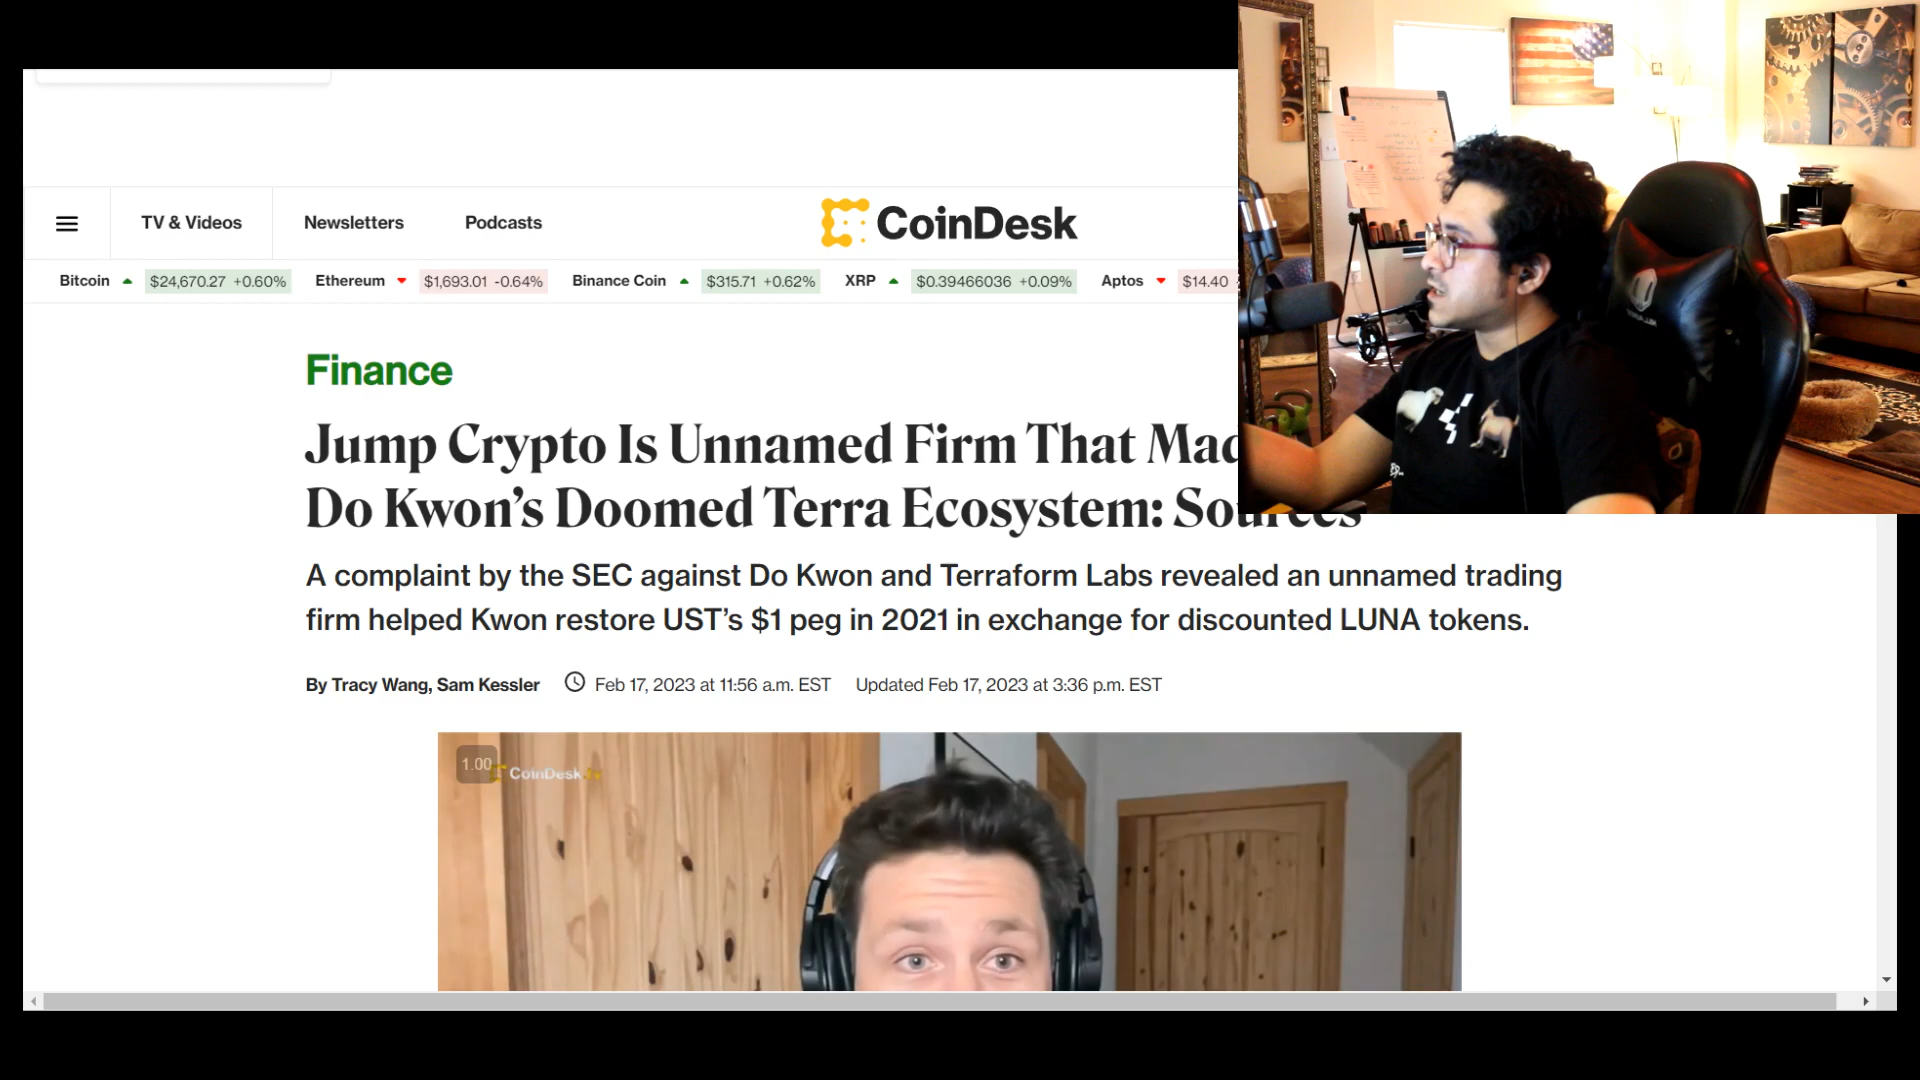 TV & Videos
Newsletters
Podcasts
CoinDesk
Bitcoin $24,670.27 +0.60%
Ethereum $1,693.01 -0.64%
Binance Coin $315.71 +0.62%
XRP $0.39466036 +0.09%
Aptos $14.40
Finance
Jump Crypto Is Unnamed Firm That Mad
Do Kwon’s Doomed Terra Ecosystem: Sources
A complaint by the SEC against Do Kwon and Terraform Labs revealed an unnamed trading
firm helped Kwon restore UST’s $1 peg in 2021 in exchange for discounted LUNA tokens.
By Tracy Wang, Sam Kessler Feb 17, 2023 at 11:56 a.m. EST Updated Feb 17, 2023 at 3:36 p.m. EST
1.00
CoinDesk